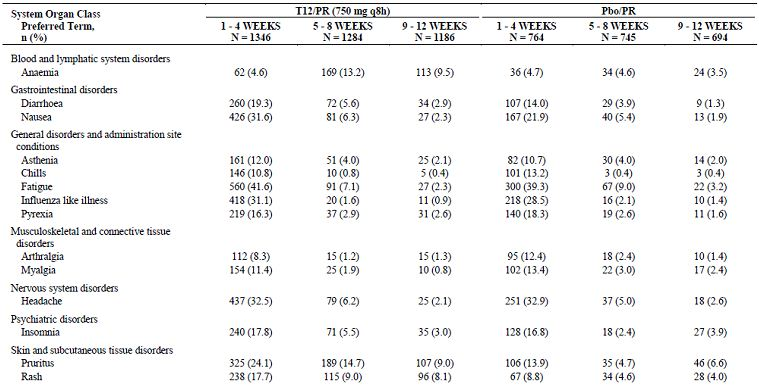 System Organ Class T12/PR (750 mg q8h) Pbo/PR
Preferred Term, 1 - 4 WEEKS 5 - 8 WEEKS 9 - 12 WEEKS 1 - 4 WEEKS 5 - 8 WEEKS 9 - 12 WEEKS
n (%) N = 1346 N = 1284 N = 1186 N = 764 N = 745 N = 694
Blood and lymphatic system disorders
Anaemia 62 (4.6) 169 (13.2) 113 (9.5) 36 (4.7) 34 (4.6) 24 (3.5)
Gastrointestinal disorders
Diarrhoea 260 (19.3) 72 (5.6) 34 (2.9) 107 (14.0) 29 (3.9) 9 (1.3)
Nausea 426 (31.6) 81 (6.3) 27 (2.3) 167 (21.9) 40 (5.4) 13 (1.9)
General disorders and administration site
conditions
Asthenia 161 (12.0) 51 (4.0) 25 (2.1) 82 (10.7) 30 (4.0) 14 (2.0)
Chills 146 (10.8) 10 (0.8) 5 (0.4) 101 (13.2) 3 (0.4) 3 (0.4)
Fatigue 560 (41.6) 91 (7.1) 27 (2.3) 300 (39.3) 67 (9.0) 22 (3.2)
Influenza like illness 418 (31.1) 20 (1.6) 11 (0.9) 218 (28.5) 16 (2.1) 10 (1.4)
Pyrexia 219 (16.3) 37 (2.9) 31 (2.6) 140 (18.3) 19 (2.6) 11 (1.6)
Musculoskeletal and connective tissue
disorders
Arthralgia 112 (8.3) 15 (1.2) 15 (1.3) 95 (12.4) 18 (2.4) 10 (1.4)
Myalgia 154 (11.4) 25 (1.9) 10 (0.8) 102 (13.4) 22 (3.0) 17 (2.4)
Nervous system disorders
Headache 437 (32.5) 79 (6.2) 25 (2.1) 251 (32.9) 37 (5.0) 18 (2.6)
Psychiatric disorders
Insomnia 240 (17.8) 71 (5.5) 35 (3.0) 128 (16.8) 18 (2.4) 27 (3.9)
Skin and subcutaneous tissue disorders
Pruritus 325 (24.1) 189 (14.7) 107 (9.0) 106 (13.9) 35 (4.7) 46 (6.6)
Rash 238 (17.7) 115 (9.0) 96 (8.1) 67 (8.8) 34 (4.6) 28 (4.0)